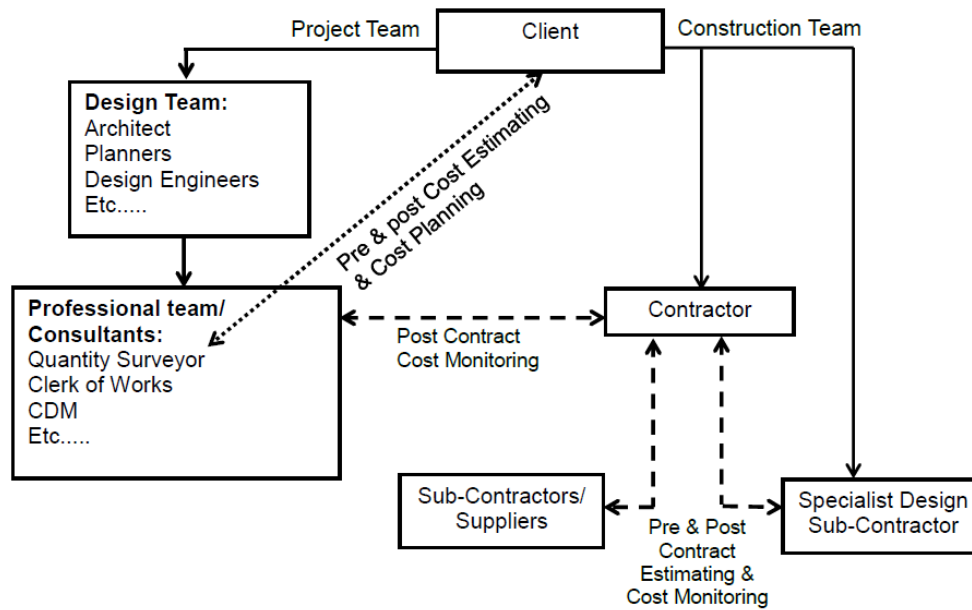 Project Team
Client
Construction Team
Design Team:
Architect
Planners
Design Engineers
Etc.....
Pre & post Cost Estimating
& Cost Planning
Professional team/
Consultants:
Quantity Surveyor
Clerk of Works
CDM
Etc.....
Post Contract
Cost Monitoring
Contractor
Sub-Contractors/
Suppliers
Pre & Post
Contract
Estimating &
Cost Monitoring
Specialist Design
Sub-Contractor